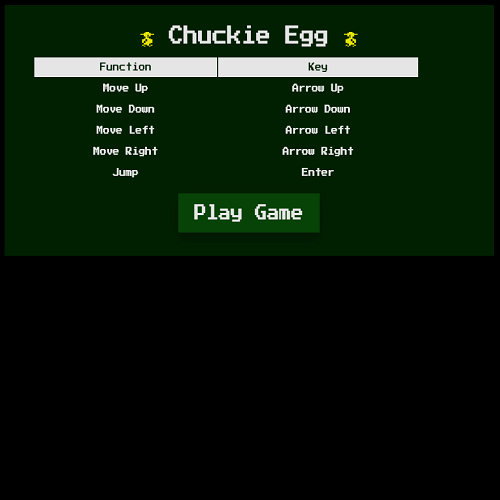 Chuckie Egg
Function Key
Move Up Arrow Up
Move Down Arrow Down
Move Left Arrow Left
Move Right Arrow Right
Jump Enter
Play Game